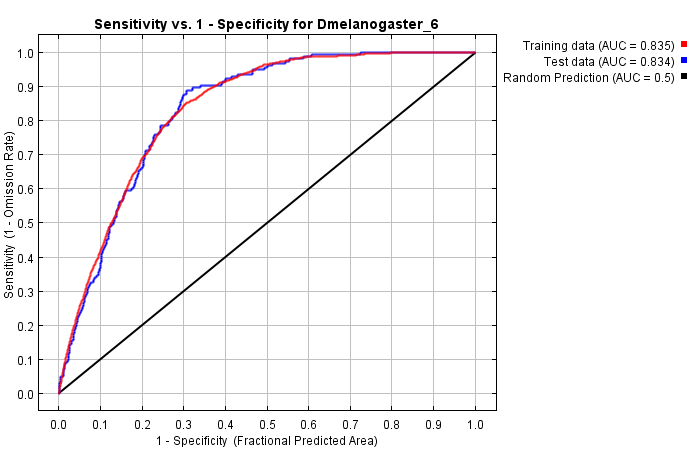 Sensitivity vs. 1 - Specificity for Dmelanogaster_6
Training data (AUC = 0.835)
Test data (AUC = 0.834)
Random Prediction (AUC = 0.5)
Sensitivity (1 - Omission Rate)
1.0
0.9
0.8
0.7
0.6
0.5
0.4
0.3
0.2
0.1
0.0
0.0 0.1 0.2 0.3 0.4 0.5 0.6 0.7 0.8 0.9 1.0
1 - Specificity (Fractional Predicted Area)